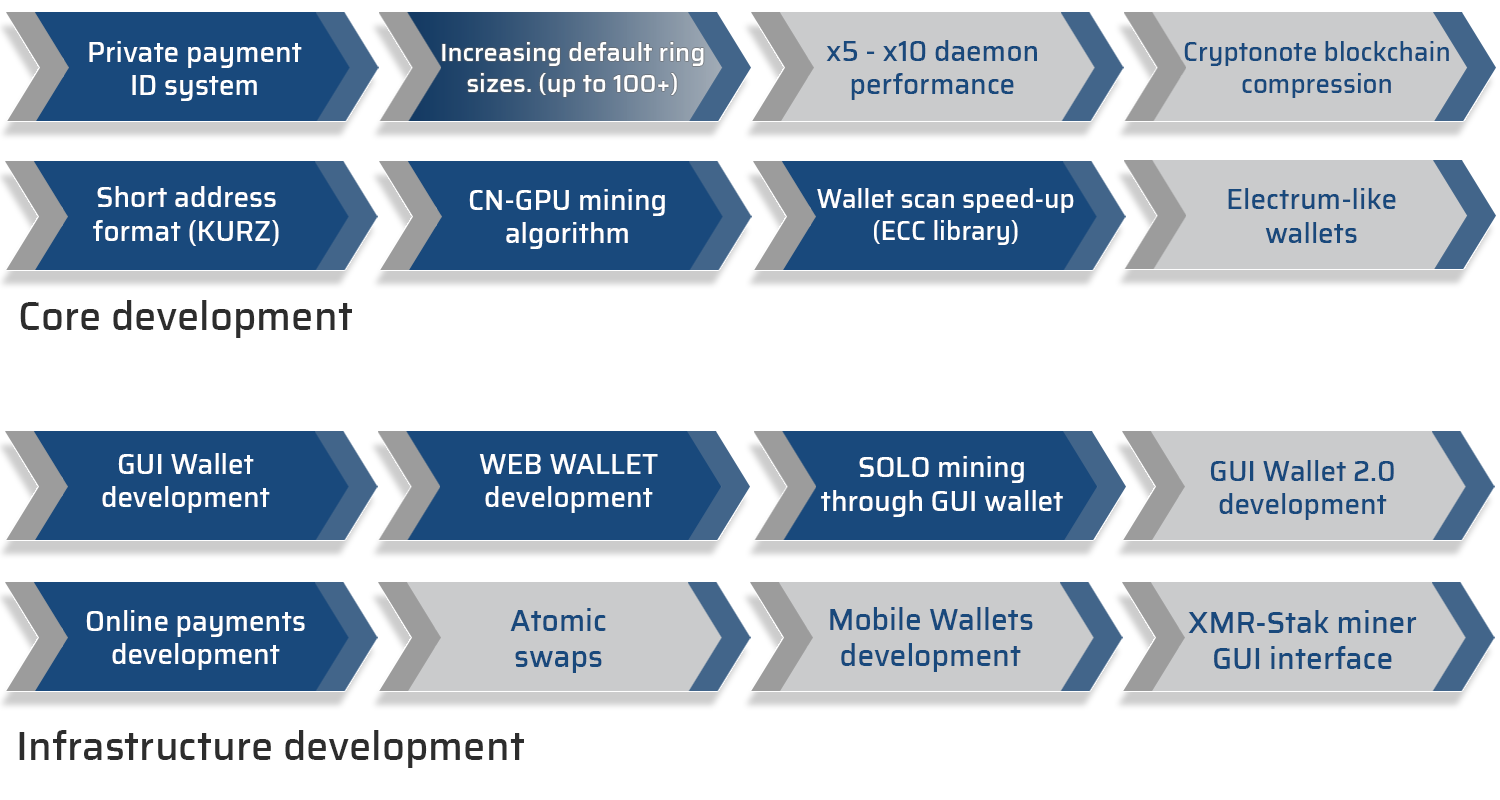 Private payment
ID system
Increasing default ring
sizes. (up to 100+)
x5 - x10 daemon
performance
Cryptonote blockchain
compression
Short address
format (KURZ)
CN-GPU mining
algorithm
Wallet scan speed-up
(ECC library)
Electrum-like
wallets
Core development
GUI Wallet
development
WEB WALLET
development
SOLO mining
through GUI wallet
GUI Wallet 2.0
development
Online payments
development
Atomic
swaps
Mobile Wallets
development
XMR-Stak miner
GUI interface
Infrastructure development